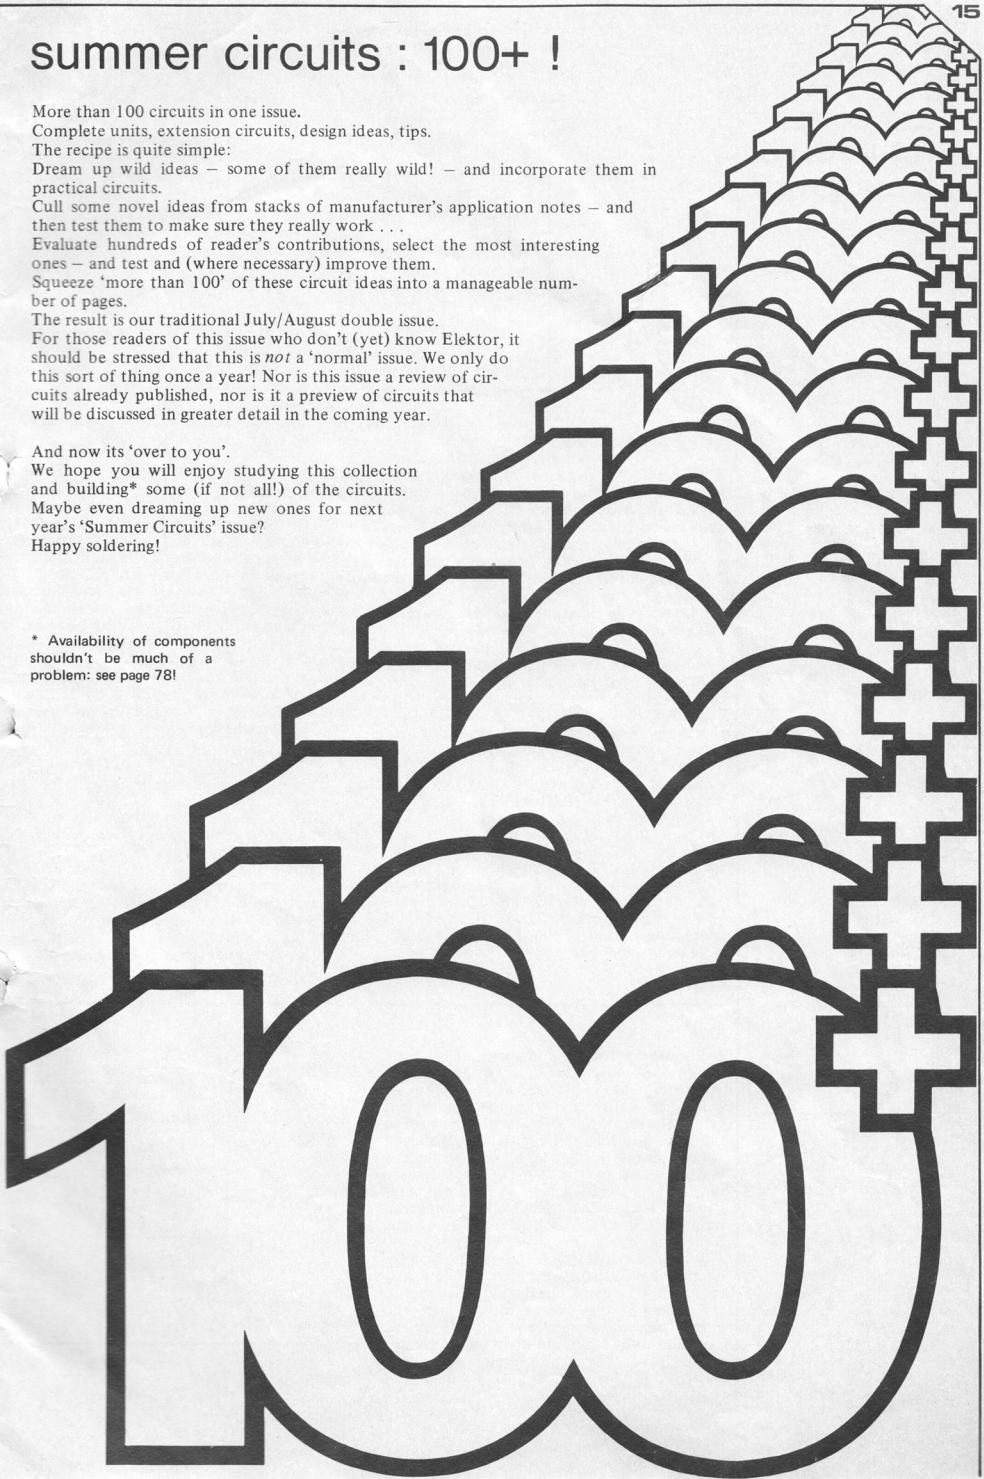 15
summer circuits : 100+ !
More than 100 circuits in one issue.
Complete units, extension circuits, design ideas, tips.
The recipe is quite simple:
Dream up wild ideas — some of them really wild! — and incorporate them in
practical circuits.
Cull some novel ideas from stacks of manufacturer's application notes — and
then test them to make sure they really work . . .
Evaluate hundreds of reader's contributions, select the most interesting
ones — and test and (where necessary) improve them.
Squeeze ‘more than 100’ of these circuit ideas into a manageable num-
ber of pages.
The result is our traditional July/August double issue.
For those readers of this issue who don't (yet) know Elektor, it
should be stressed that this is not a ‘normal’ issue. We only do
this sort of thing once a year! Nor is this issue a review of cir-
cuits already published, nor is it a preview of circuits that
will be discussed in greater detail in the coming year.
And now its ‘over to you’.
We hope you will enjoy studying this collection
and building* some (if not all!) of the circuits.
Maybe even dreaming up new ones for next
year's ‘Summer Circuits’ issue?
Happy soldering!
* Availability of components
shouldn't be much of a
problem: see page 78!
100+